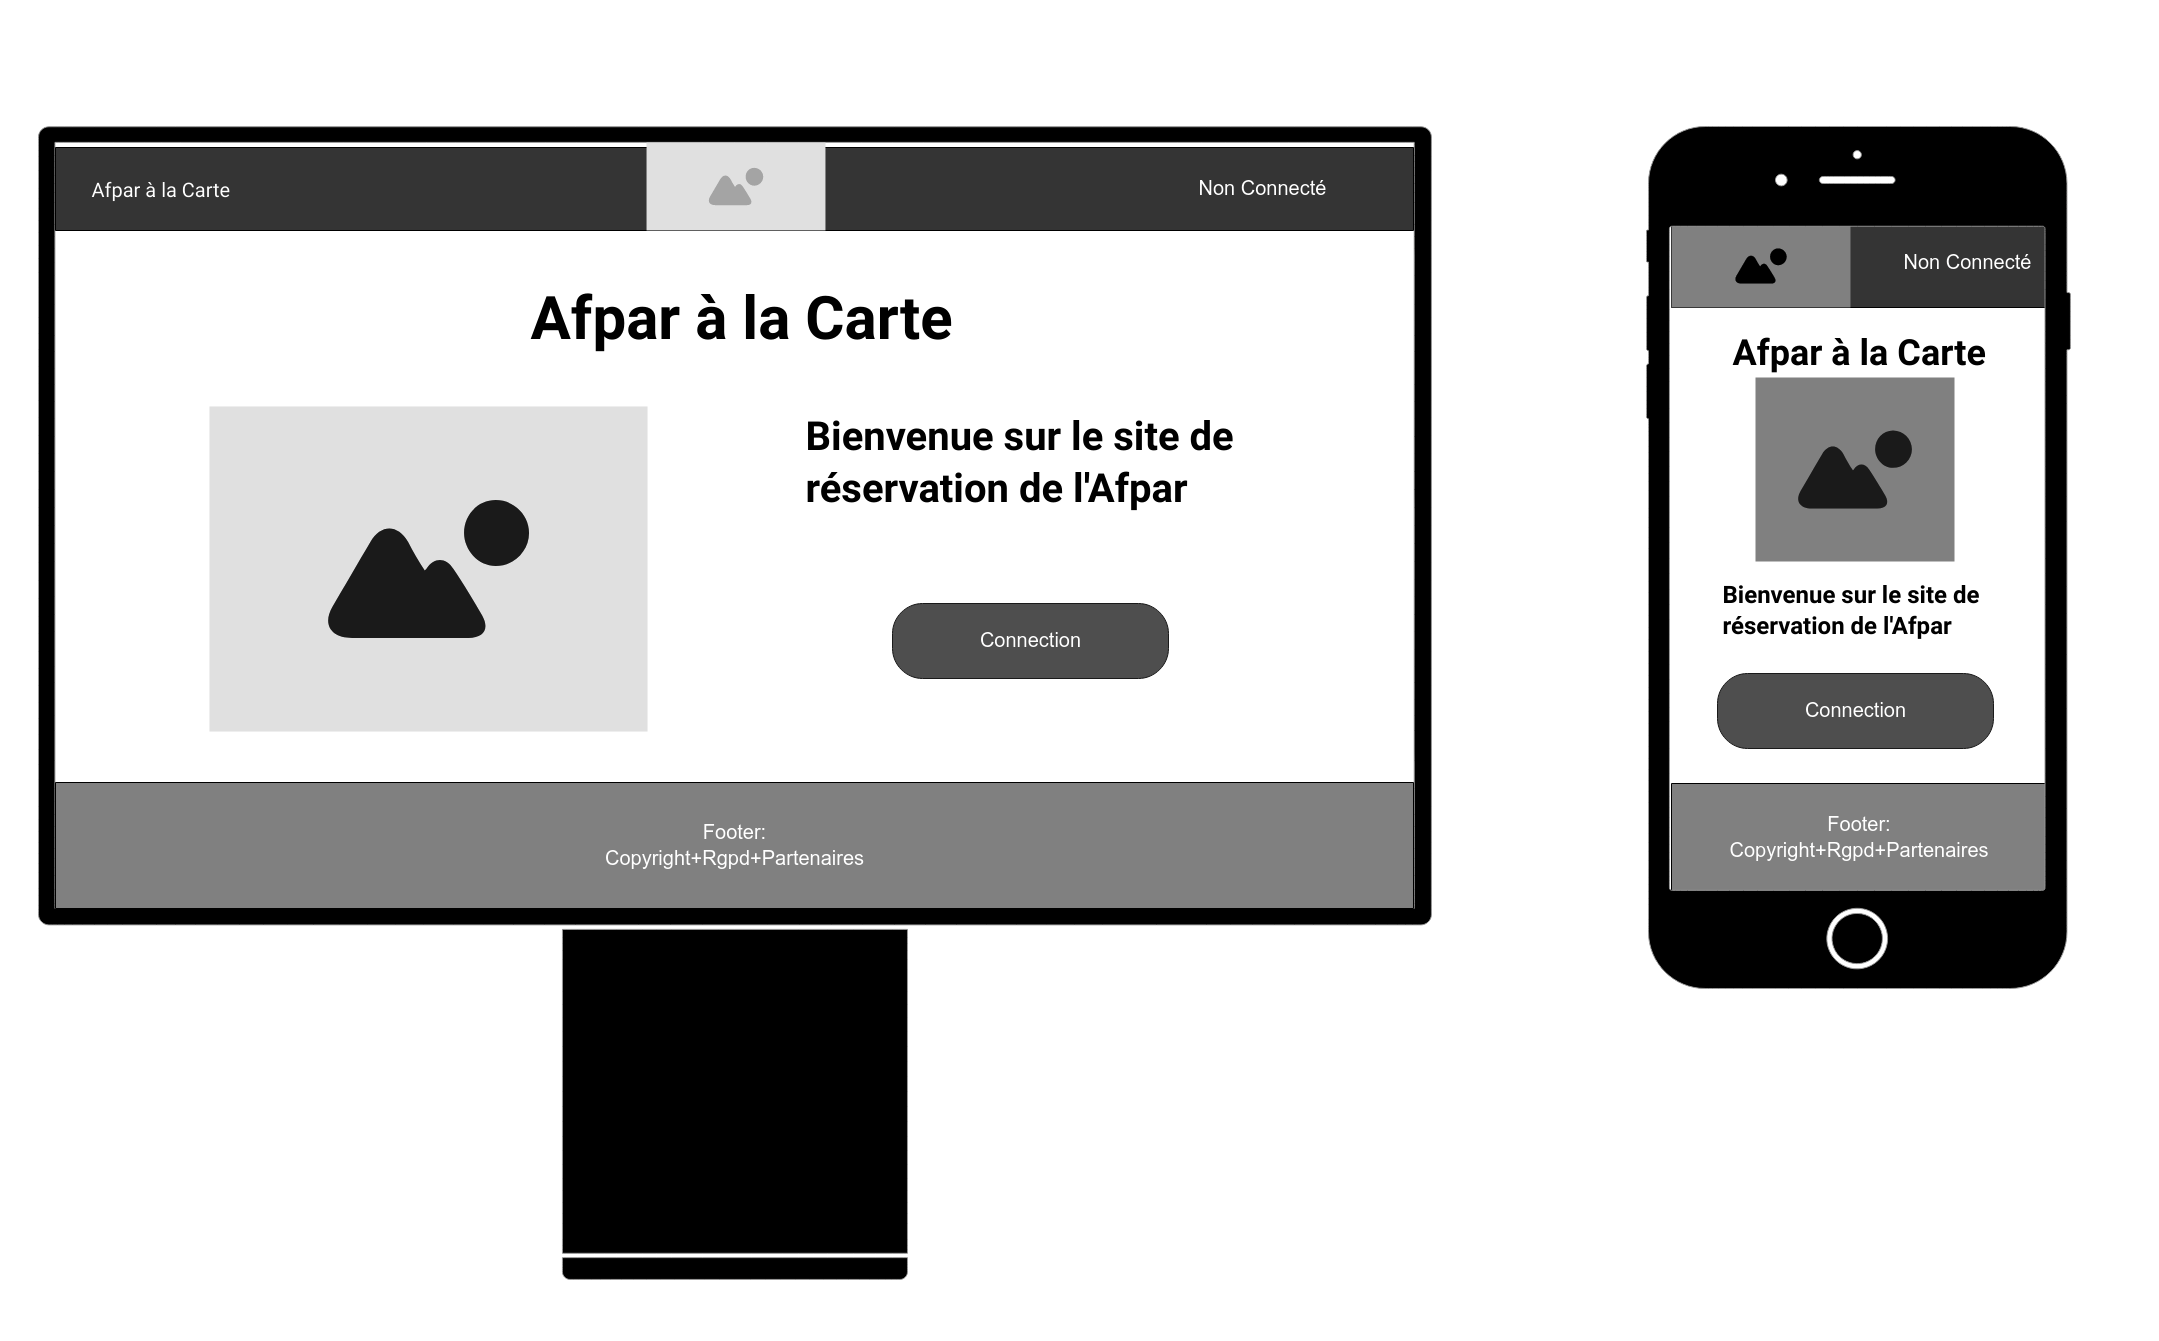 Afpar à la Carte
Non Connecté
Afpar à la Carte
Bienvenue sur le site de
réservation de l'Afpar
Connection
Footer:
Copyright+Rgpd+Partenaires
Non Connecté
Afpar à la Carte
Bienvenue sur le site de
réservation de l'Afpar
Connection
Footer:
Copyright+Rgpd+Partenaires